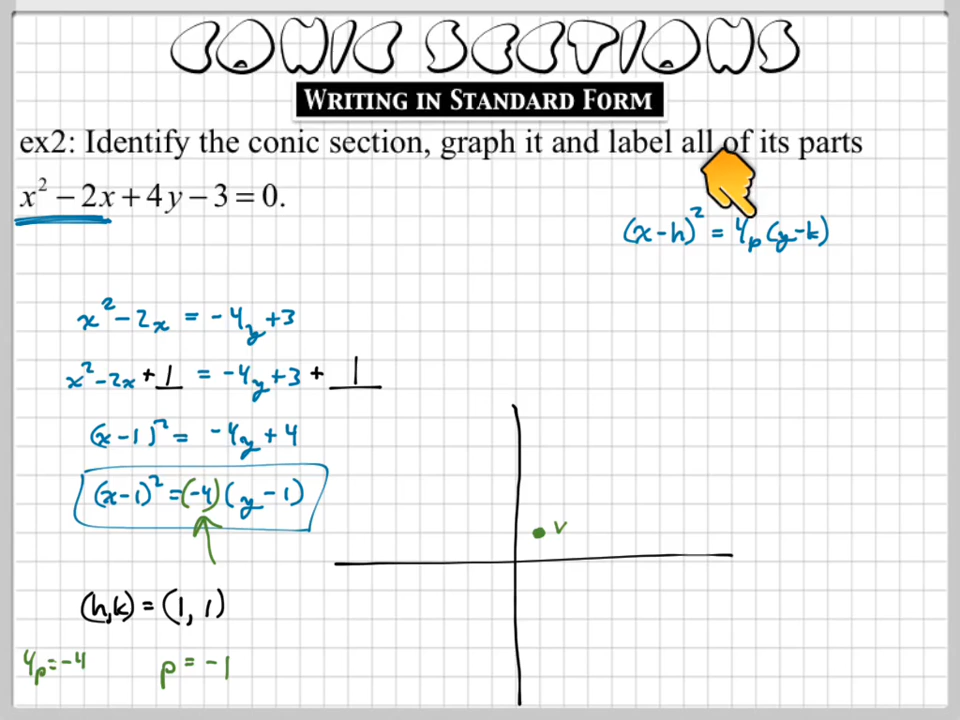 CONIC SECTIONS
WRITING IN STANDARD FORM
ex2: Identify the conic section, graph it and label all of its parts
x² − 2x + 4y − 3 = 0.
(x-h)² = 4p(y-k)
x² - 2x = -4y + 3
x² - 2x + 1 = -4y + 3 + 1
(x-1)² = -4y + 4
(x-1)² = (-4)(y-1)
V
(h,k) = (1, 1)
4p = -4 p = -1